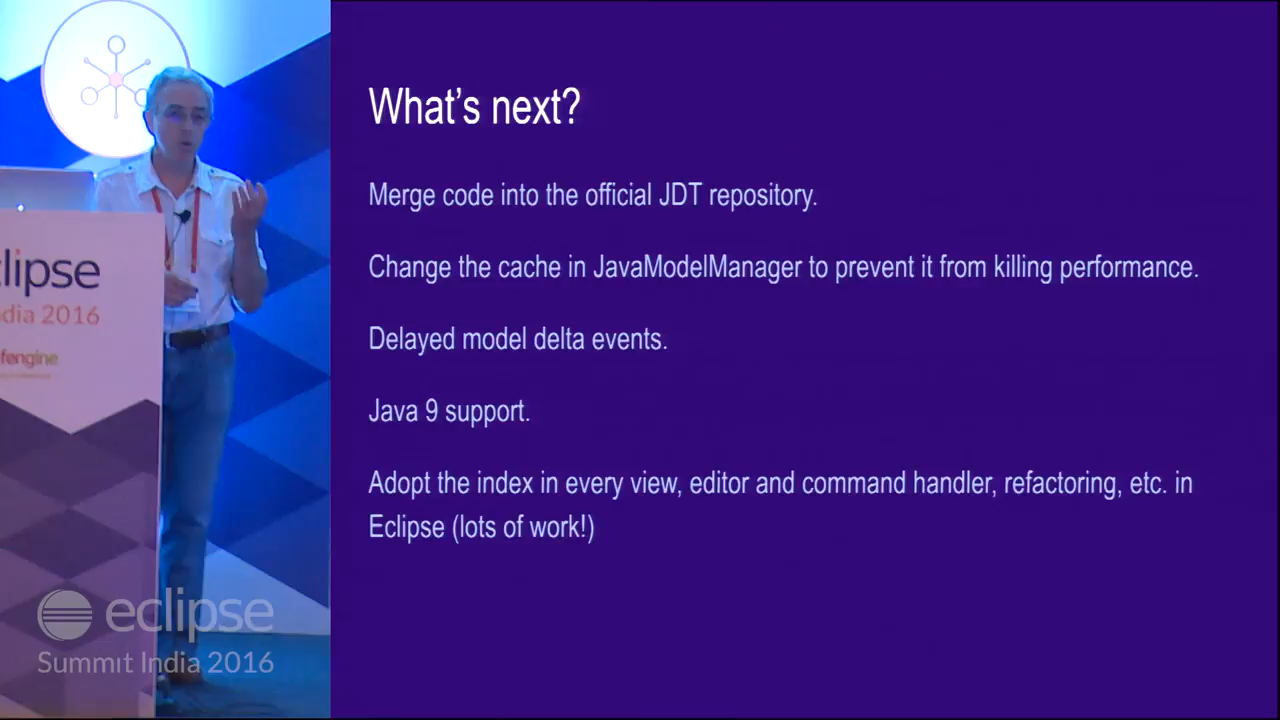 What's next?
Merge code into the official JDT repository.
Change the cache in JavaModelManager to prevent it from killing performance.
Delayed model delta events.
Java 9 support.
Adopt the index in every view, editor and command handler, refactoring, etc. in
Eclipse (lots of work!)
clipse
dia 2016
fengine
eclipse
Summit India 2016